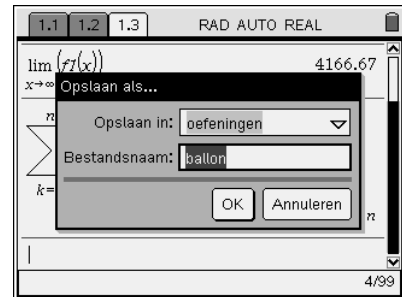 1.1 1.2 1.3 RAD AUTO REAL
lim (f1(x)) 4166.67
x→∞
Opslaan als...
n
Opslaan in: oefeningen
Bestandsnaam: ballon
k=
OK Annuleren
n
4/99